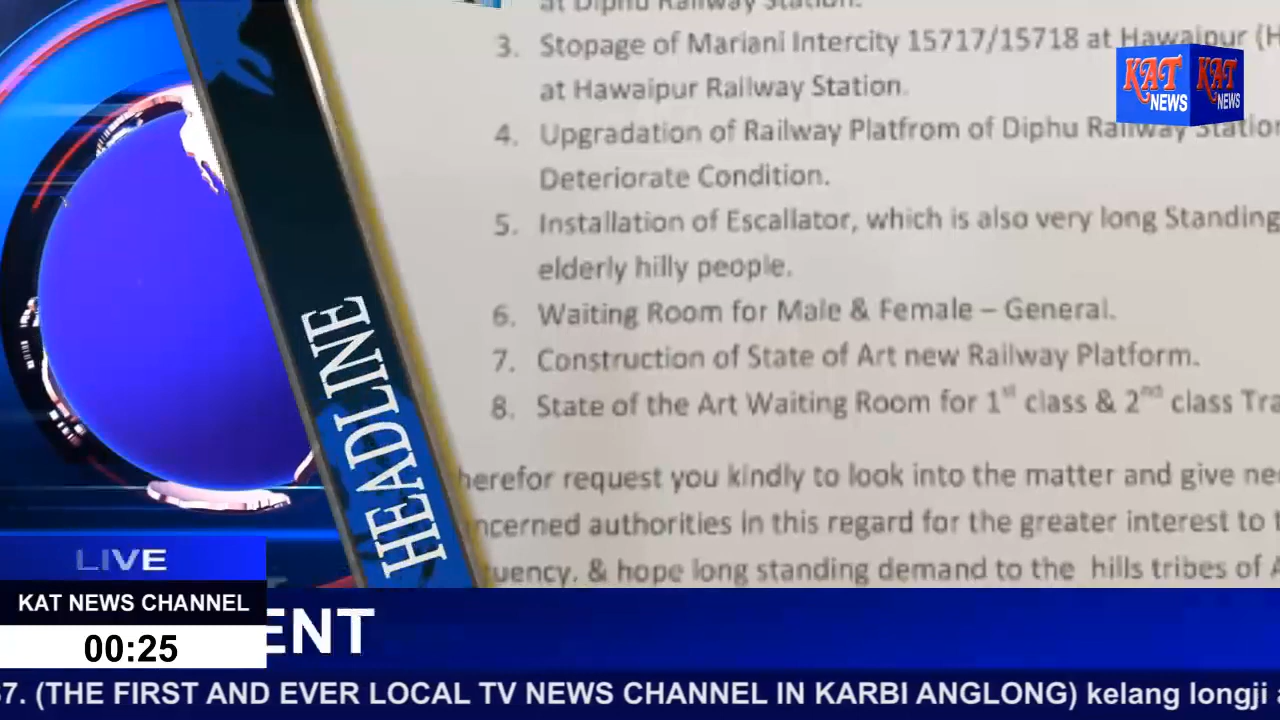 at Diphu Railway Station.
3. Stopage of Mariani Intercity 15717/15718 at Hawaipur (H
at Hawaipur Railway Station.
4. Upgradation of Railway Platfrom of Diphu Railway Station
Deteriorate Condition.
5. Installation of Escallator, which is also very long Standing
elderly hilly people.
6. Waiting Room for Male & Female – General.
7. Construction of State of Art new Railway Platform.
8. State of the Art Waiting Room for 1st class & 2nd class Tra
herefor request you kindly to look into the matter and give ne
ncerned authorities in this regard for the greater interest to
uency, & hope long standing demand to the hills tribes of A
KAT NEWS
KAT NEWS
HEADLINE
LIVE
KAT NEWS CHANNEL
00:25
ENT
67. (THE FIRST AND EVER LOCAL TV NEWS CHANNEL IN KARBI ANGLONG) kelang longji